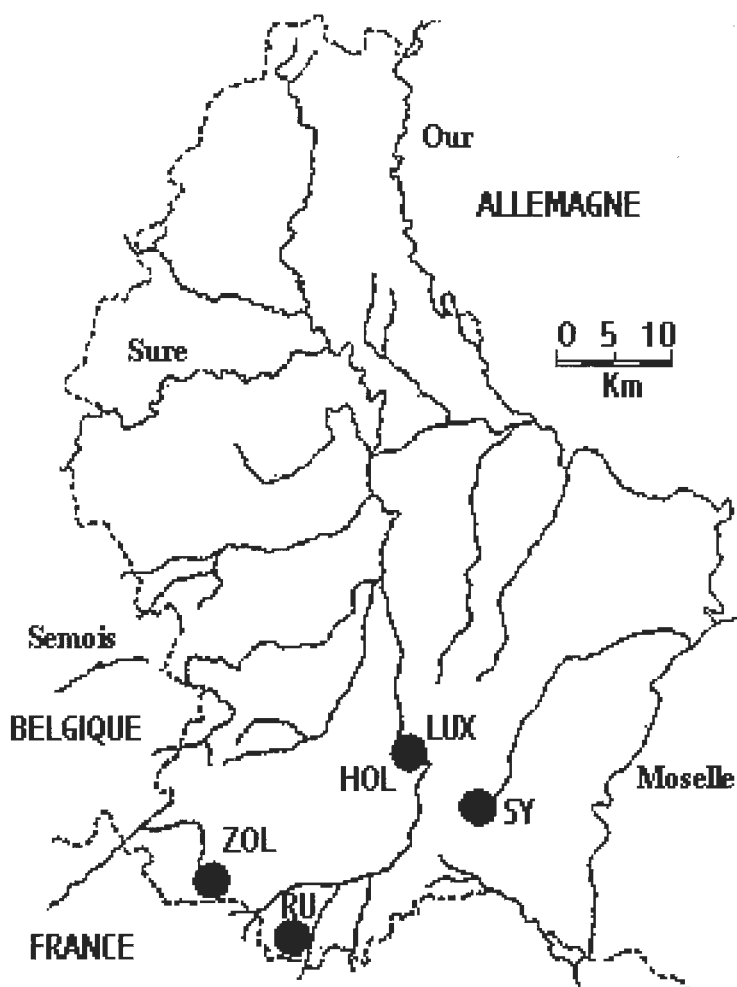 Our
ALLEMAGNE
0 5 10
Km
Sure
Semois
BELGIQUE
LUX
HOL
Moselle
SY
ZOL
RU
FRANCE